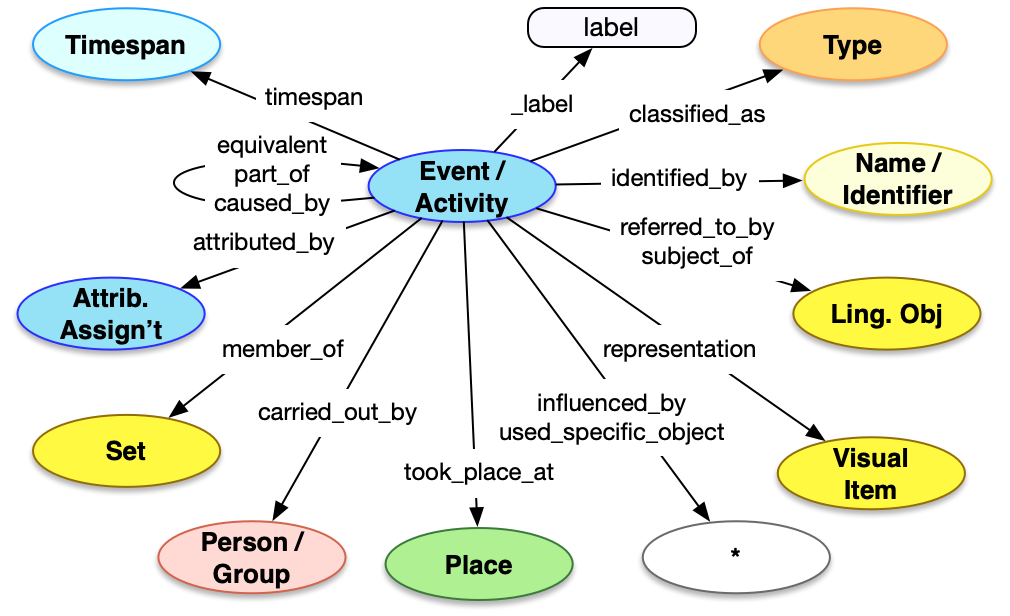 label
Timespan
Type
timespan
_label
classified_as
equivalent
part_of
caused_by
Event /
Activity
identified_by
Name /
Identifier
attributed_by
referred_to_by
subject_of
Attrib.
Assign’t
Ling. Obj
member_of
representation
carried_out_by
influenced_by
used_specific_object
Set
took_place_at
Visual
Item
Person /
Group
Place
*